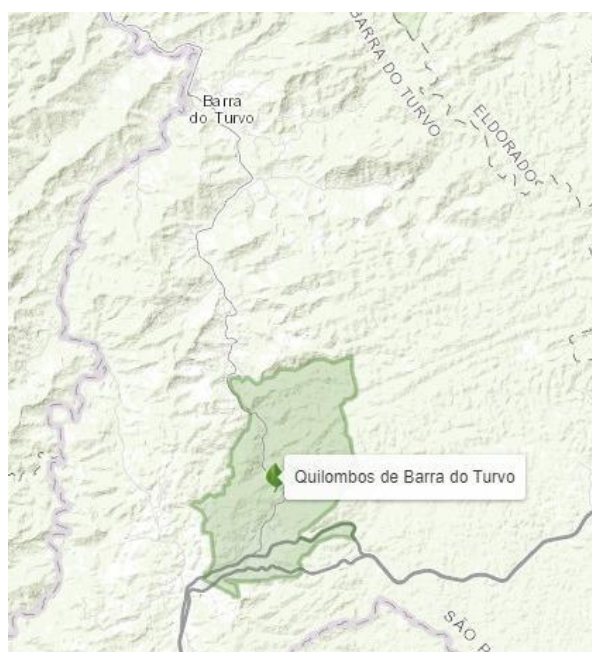 Barra
do Turvo
BARRA DO TURVO
ELDORADO
Quilombos de Barra do Turvo
SÃO P